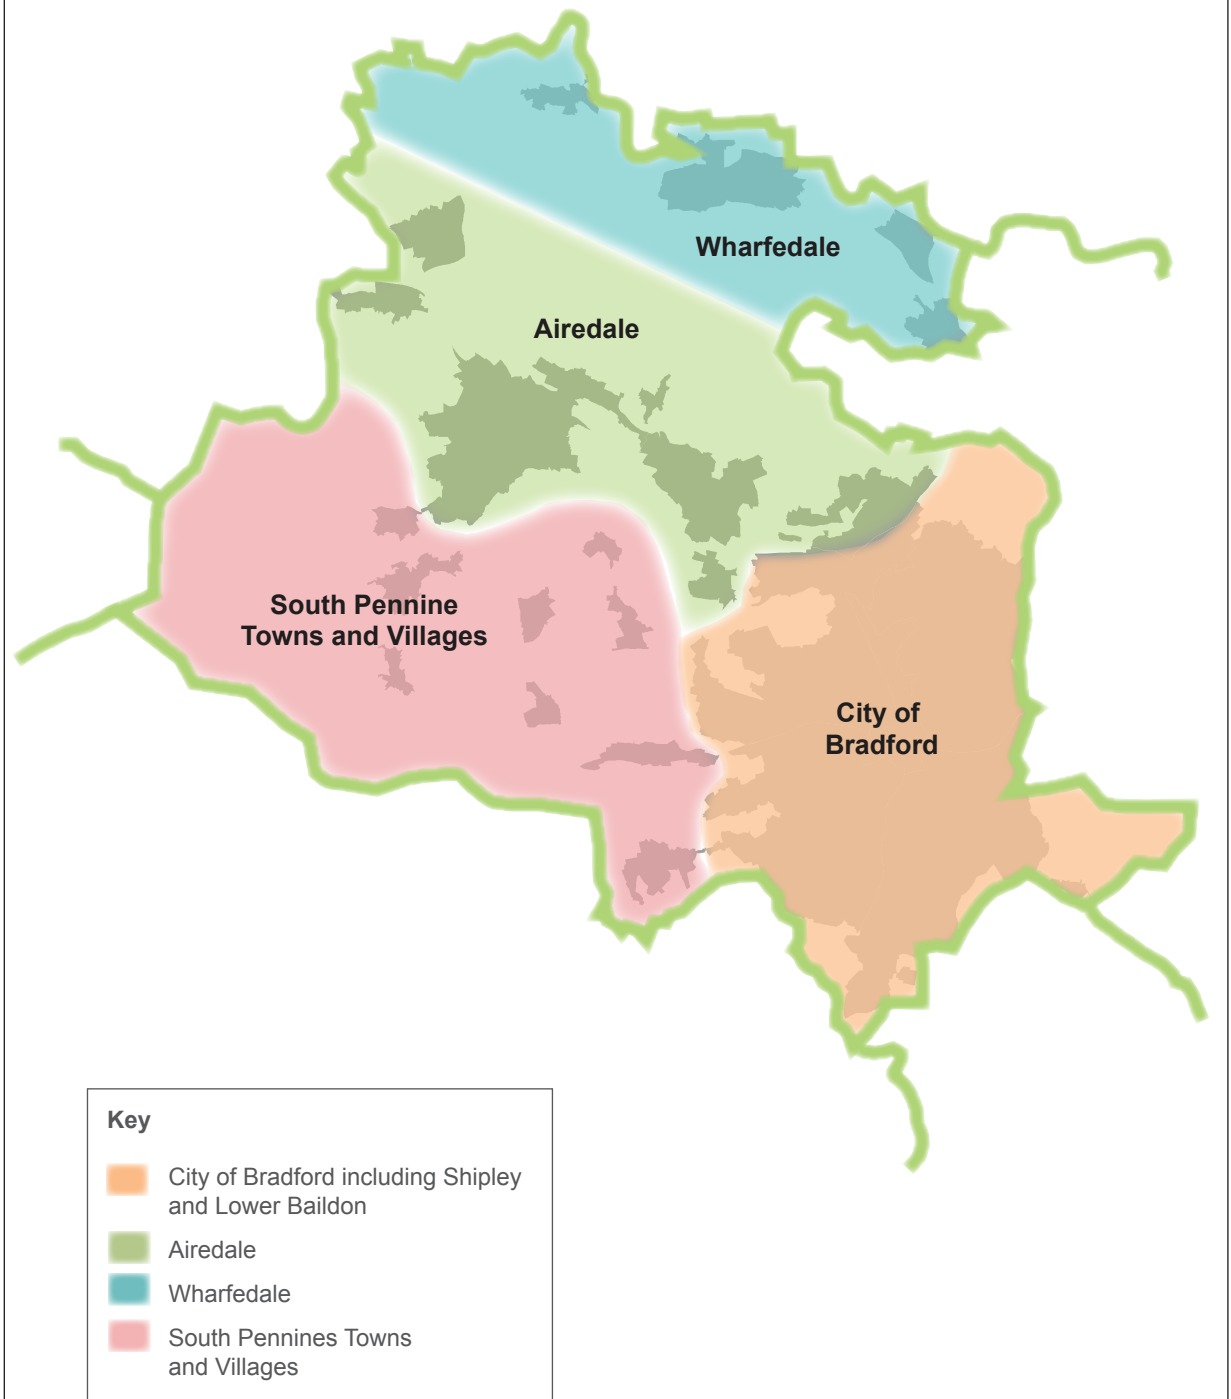 Wharfedale
Airedale
South Pennine
Towns and Villages
City of
Bradford
Key
City of Bradford including Shipley
and Lower Baildon
Airedale
Wharfedale
South Pennines Towns
and Villages